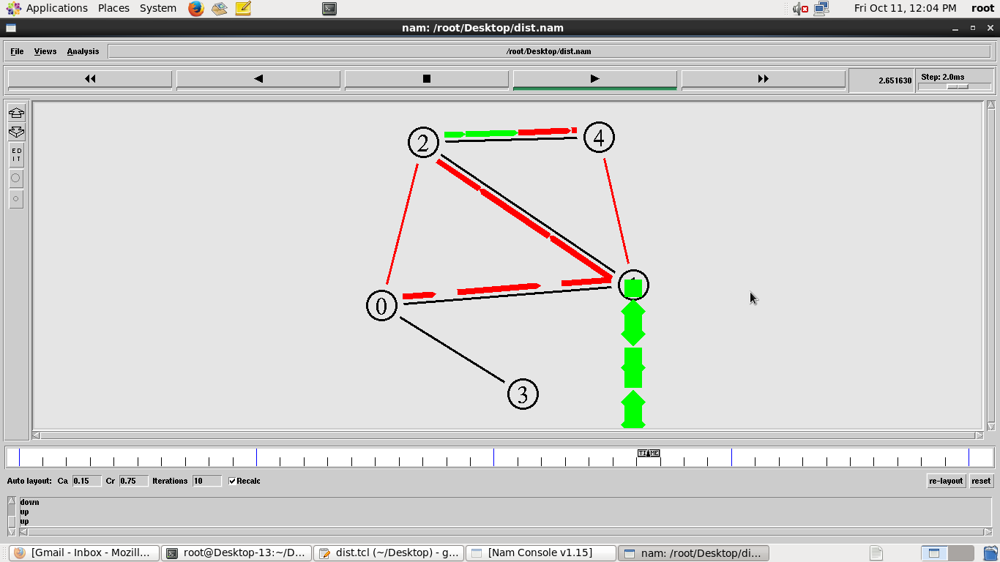 Applications Places System Fri Oct 11, 12:04 PM root
nam: /root/Desktop/dist.nam
File Views Analysis /root/Desktop/dist.nam
2.651630 Step: 2.0ms
2 4
E D
I T
0
3
TIME
Auto layout: Ca 0.15 Cr 0.75 Iterations 10 Recalc re-layout reset
down
up
up
[Gmail - Inbox - Mozill... root@Desktop-13:~/D... dist.tcl (~/Desktop) - g... [Nam Console v1.15] nam: /root/Desktop/di...